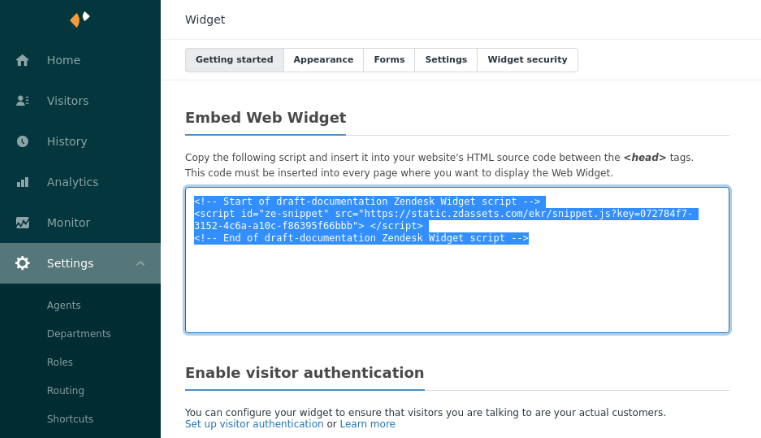 Widget
Home
Visitors
History
Analytics
Monitor
Settings
Agents
Departments
Roles
Routing
Shortcuts
Getting started Appearance Forms Settings Widget security
Embed Web Widget
Copy the following script and insert it into your website's HTML source code between the <head> tags.
This code must be inserted into every page where you want to display the Web Widget.
<!-- Start of draft-documentation Zendesk Widget script -->
<script id="ze-snippet" src="https://static.zdassets.com/ekr/snippet.js?key=072784f7-
3152-4c6a-a10c-f86395f66bbb"> </script>
<!-- End of draft-documentation Zendesk Widget script -->
Enable visitor authentication
You can configure your widget to ensure that visitors you are talking to are your actual customers.
Set up visitor authentication or Learn more